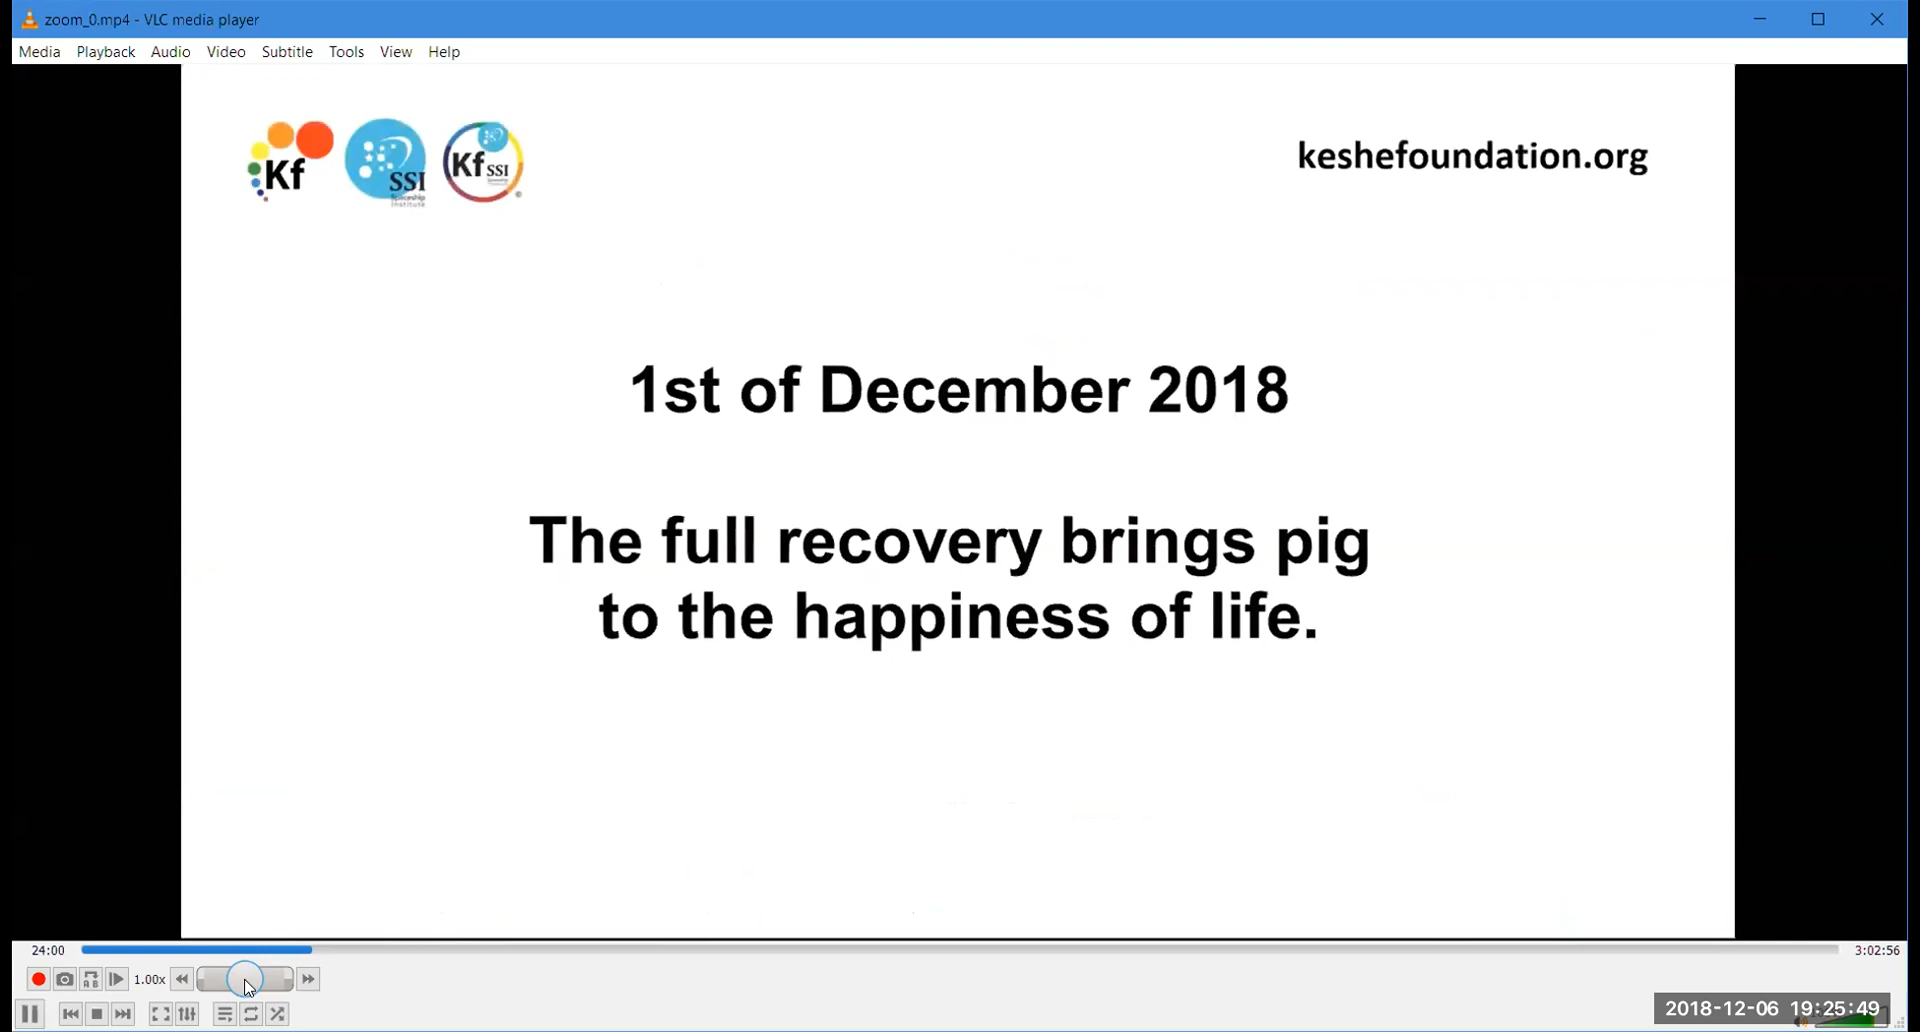 zoom_0.mp4 - VLC media player
Media Playback Audio Video Subtitle Tools View Help
Kf
SSI
Spaceship
Institute
Kf SSI
keshefoundation.org
1st of December 2018
The full recovery brings pig
to the happiness of life.
24:00
3:02:56
1.00x
2018-12-06 19:25:49